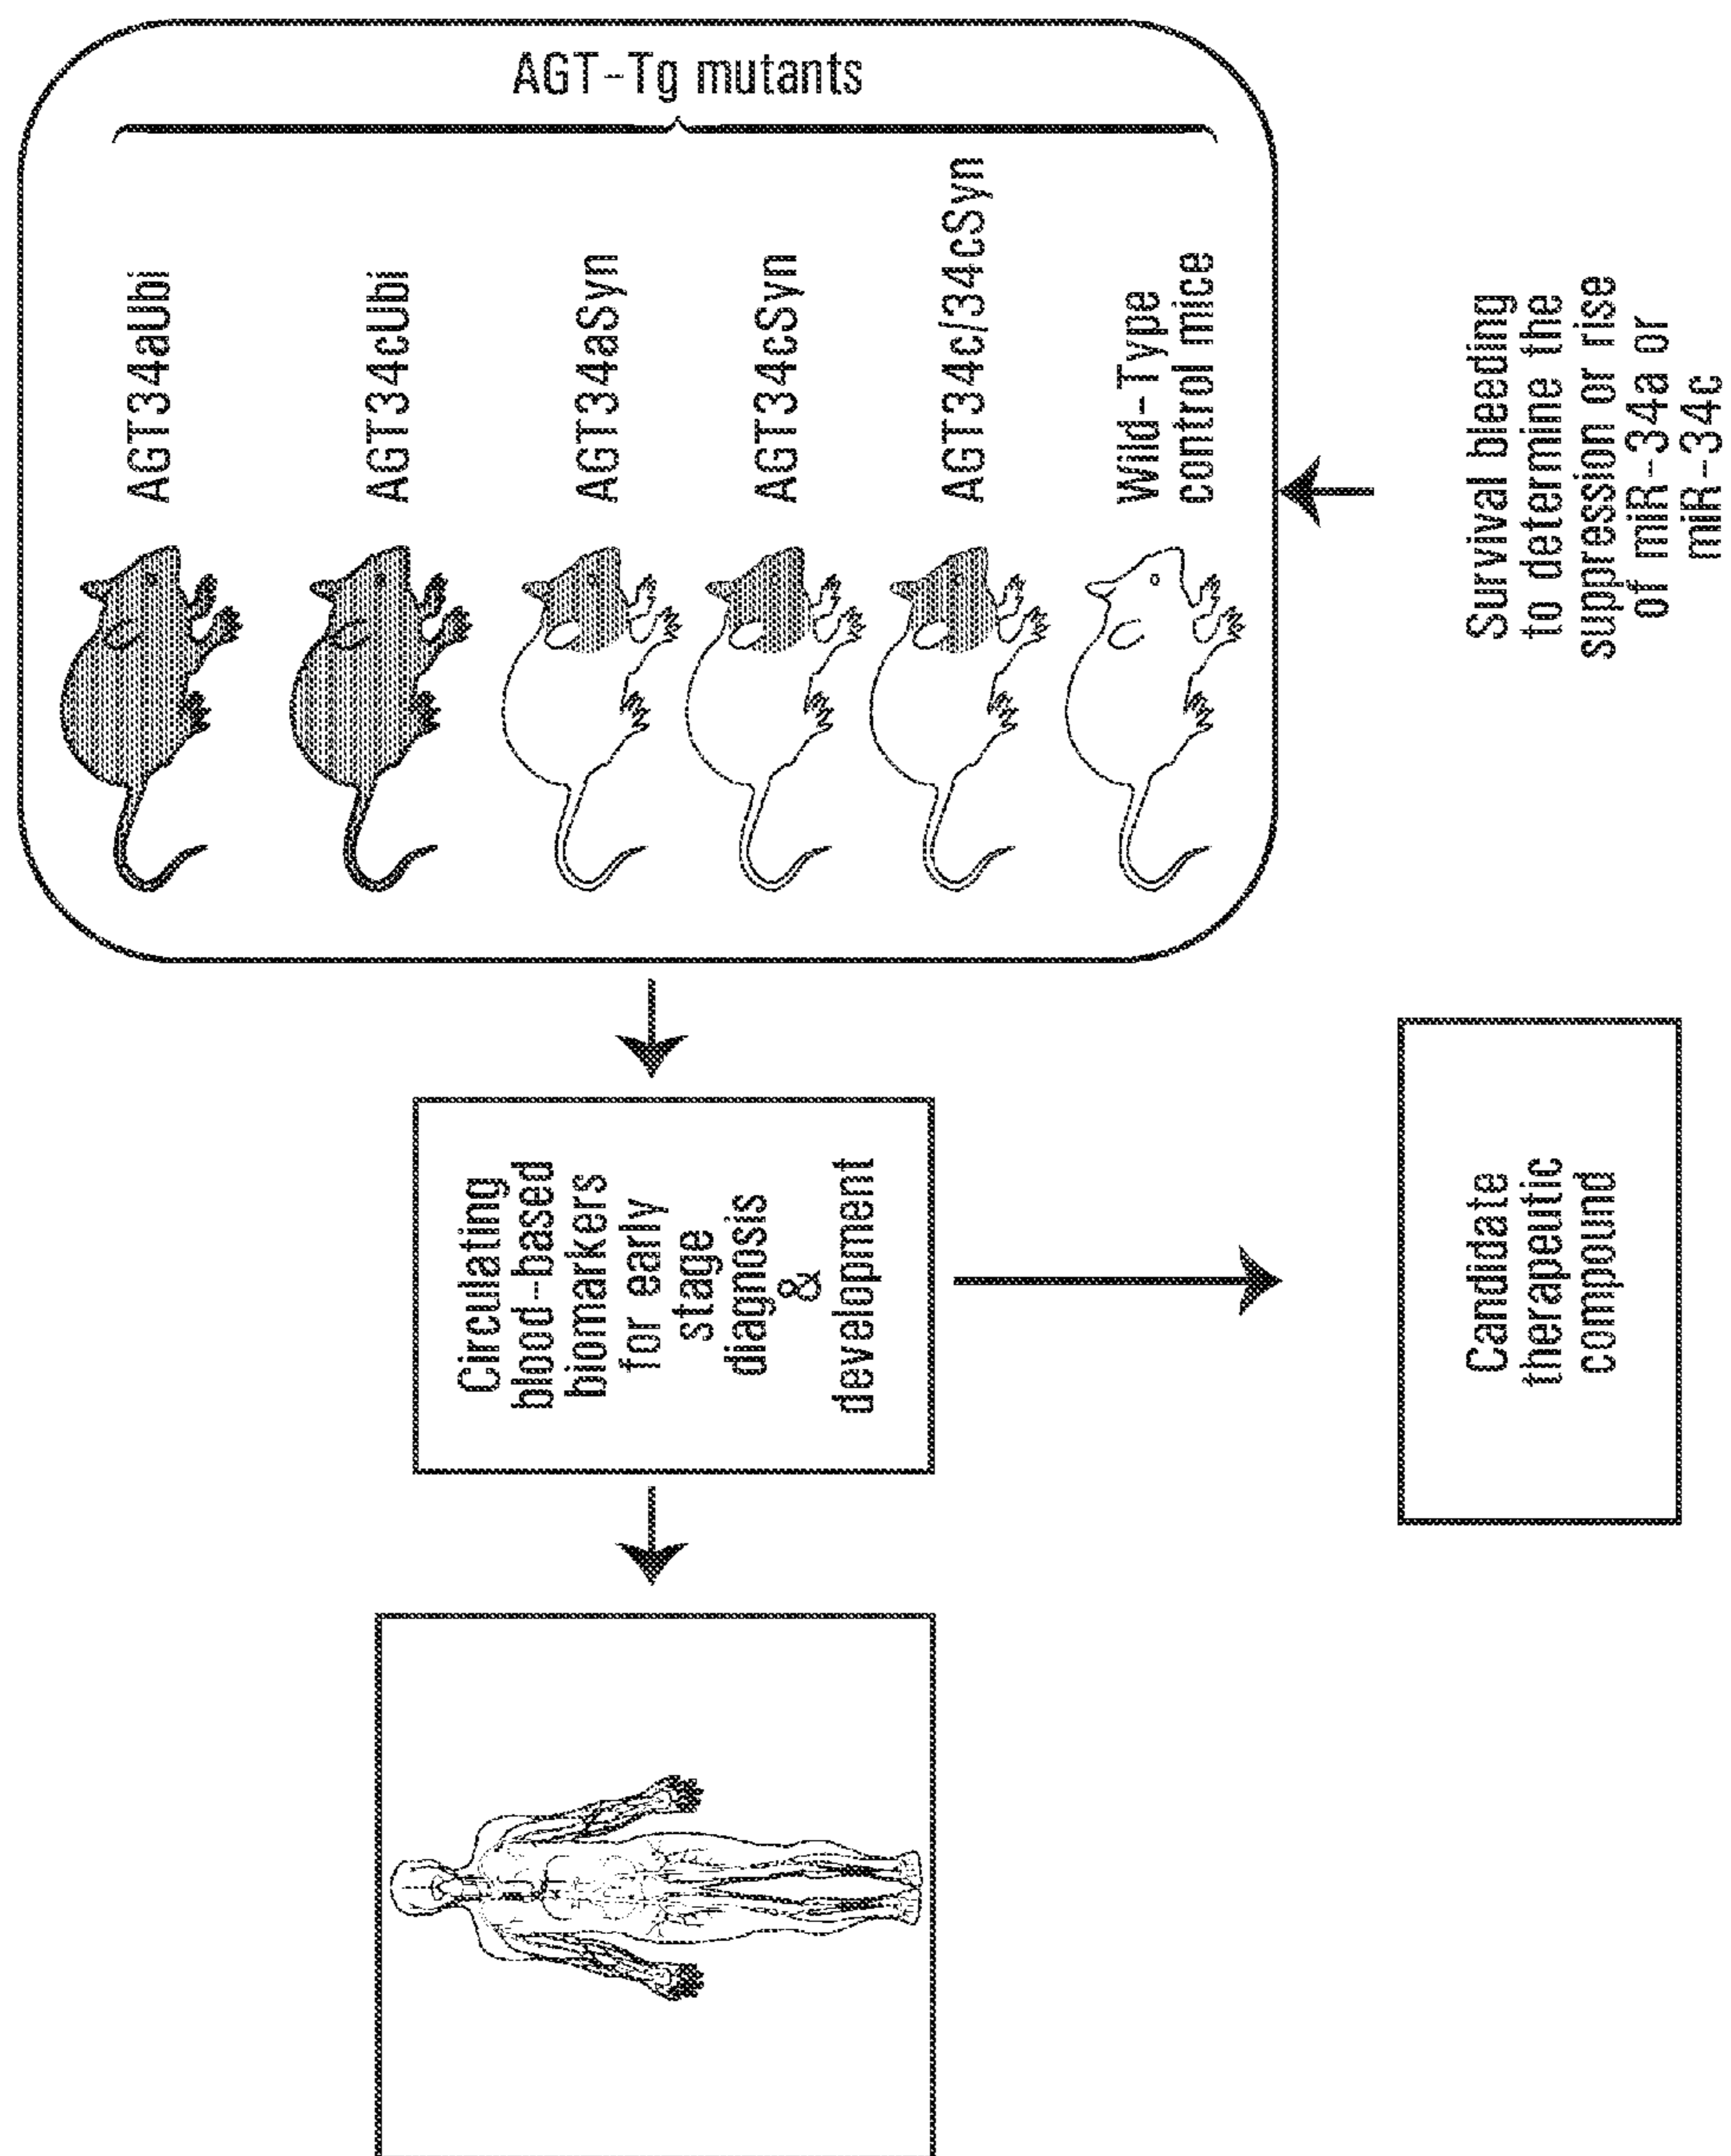 AGT-Tg mutants
AGT34aUbi
AGT34cUbi
AGT34aSyn
AGT34cSyn
AGT34c/34cSyn
Wild-Type
control mice
Survival bleeding
to determine the
suppression or rise
of miR-34a or
miR-34c
Circulating
blood-based
biomarkers
for early
stage
diagnosis
&
development
Candidate
therapeutic
compound